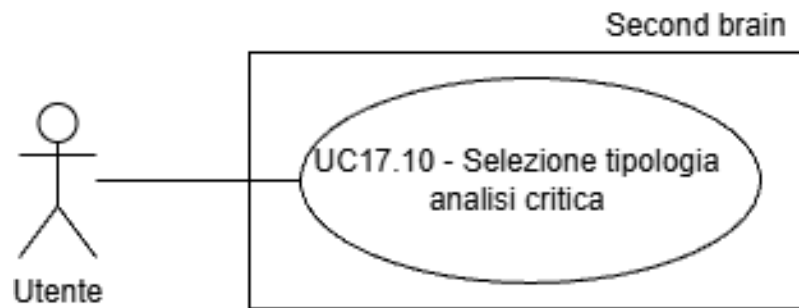 Second brain
UC17.10 - Selezione tipologia
analisi critica
Utente